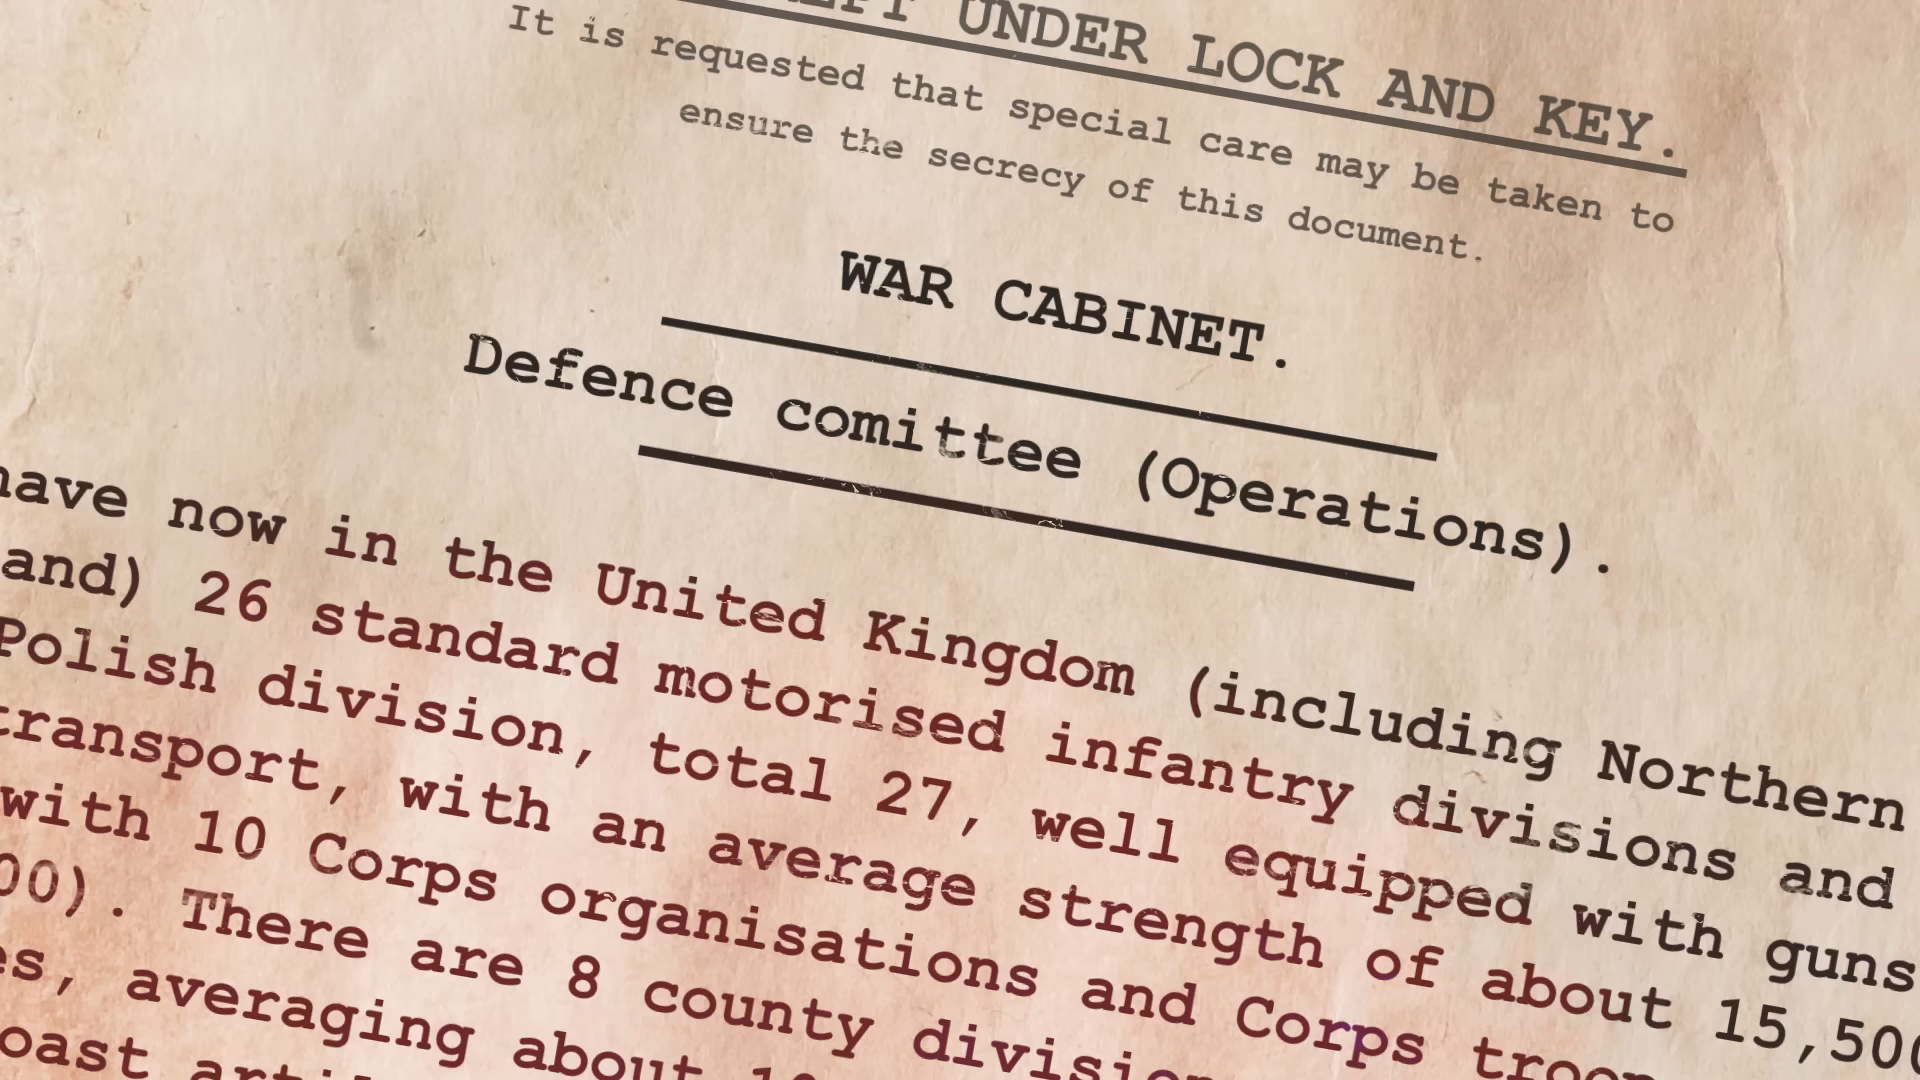 UNDER LOCK AND KEY.
It is requested that special care may be taken to
ensure the secrecy of this document.
WAR CABINET.
Defence comittee (Operations).
have now in the United Kingdom (including Northern
and) 26 standard motorised infantry divisions and
Polish division, total 27, well equipped with guns
transport, with an average strength of about 15,500
with 10 Corps organisations and Corps
00). There are 8 county
es, averaging about
oast